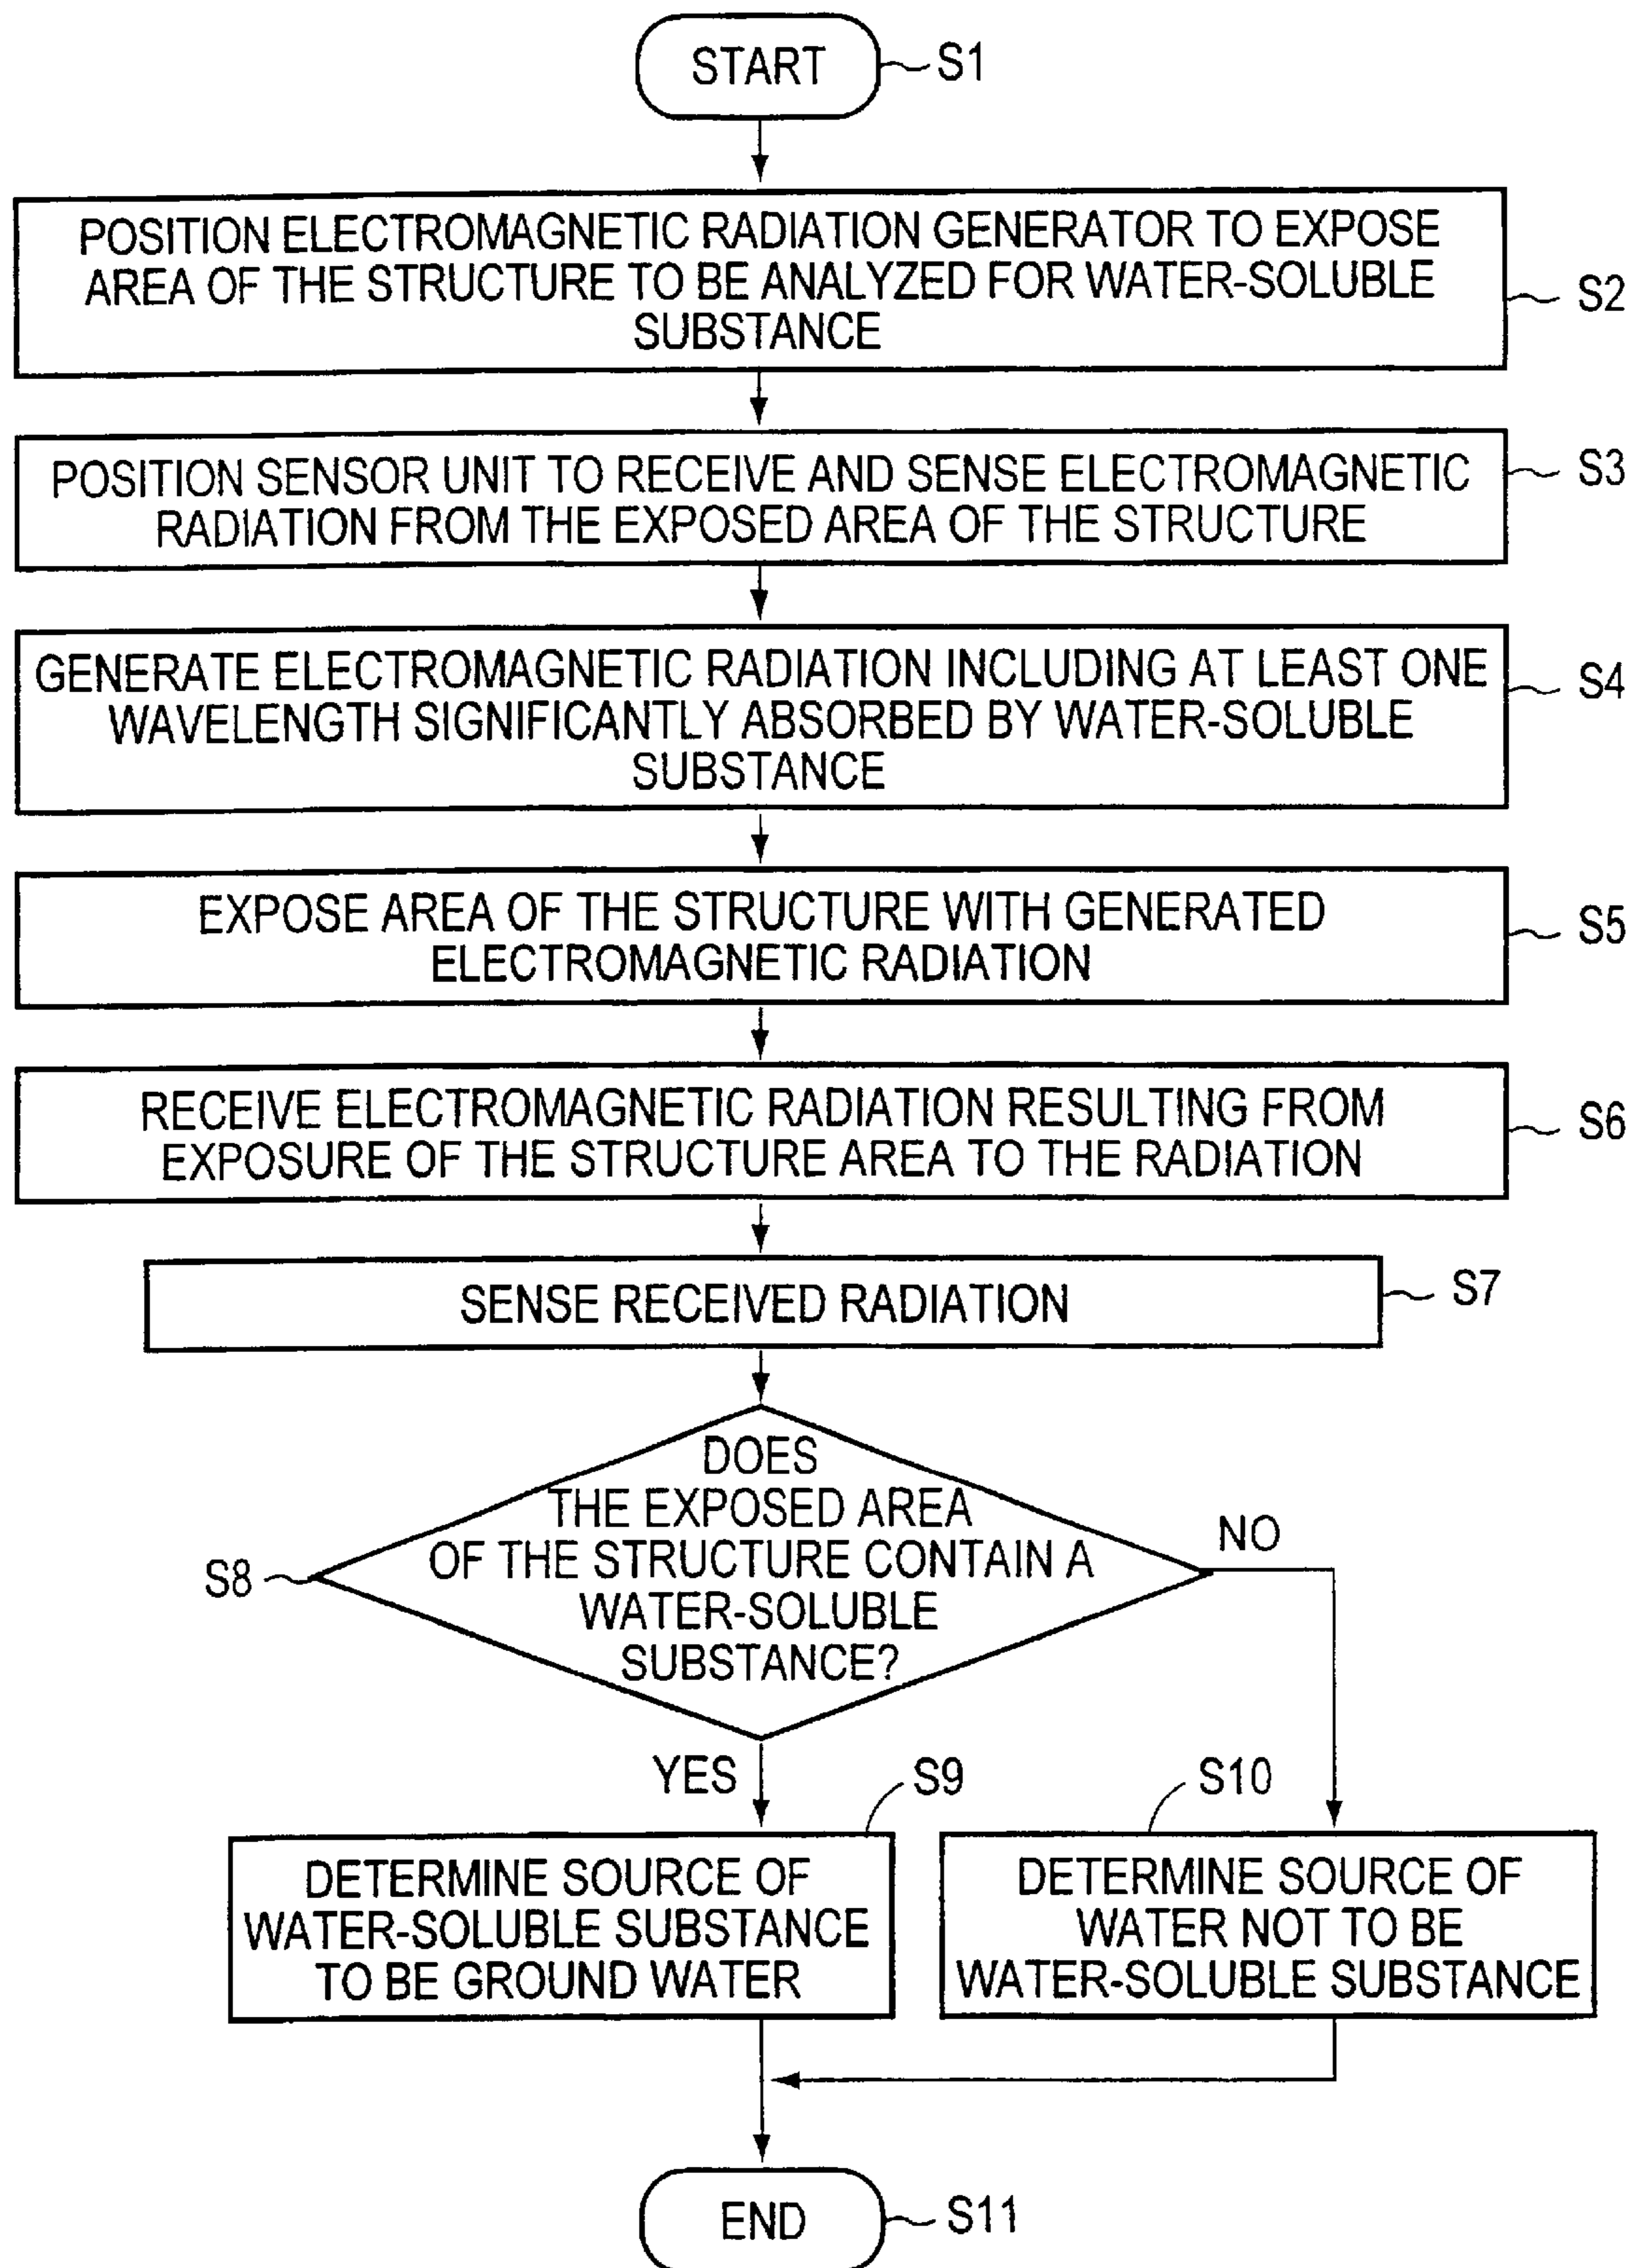 START
S1
POSITION ELECTROMAGNETIC RADIATION GENERATOR TO EXPOSE
AREA OF THE STRUCTURE TO BE ANALYZED FOR WATER-SOLUBLE
SUBSTANCE
S2
POSITION SENSOR UNIT TO RECEIVE AND SENSE ELECTROMAGNETIC
RADIATION FROM THE EXPOSED AREA OF THE STRUCTURE
S3
GENERATE ELECTROMAGNETIC RADIATION INCLUDING AT LEAST ONE
WAVELENGTH SIGNIFICANTLY ABSORBED BY WATER-SOLUBLE
SUBSTANCE
S4
EXPOSE AREA OF THE STRUCTURE WITH GENERATED
ELECTROMAGNETIC RADIATION
S5
RECEIVE ELECTROMAGNETIC RADIATION RESULTING FROM
EXPOSURE OF THE STRUCTURE AREA TO THE RADIATION
S6
SENSE RECEIVED RADIATION
S7
DOES
THE EXPOSED AREA
OF THE STRUCTURE CONTAIN A
WATER-SOLUBLE
SUBSTANCE?
S8
NO
YES
S9
DETERMINE SOURCE OF
WATER-SOLUBLE SUBSTANCE
TO BE GROUND WATER
S10
DETERMINE SOURCE OF
WATER NOT TO BE
WATER-SOLUBLE SUBSTANCE
END
S11